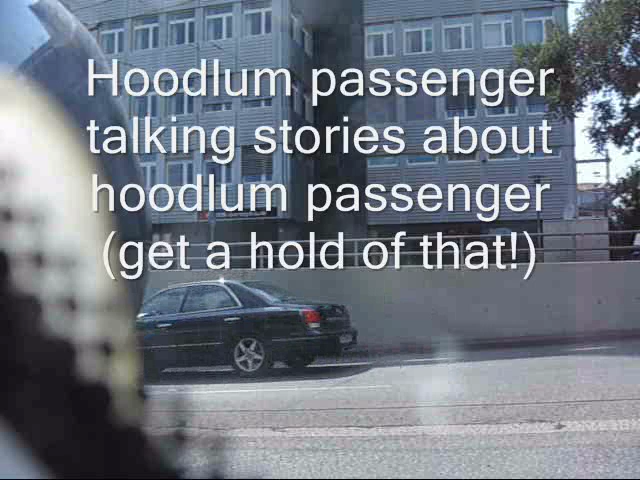 Hoodlum passenger
talking stories about
hoodlum passenger
(get a hold of that!)